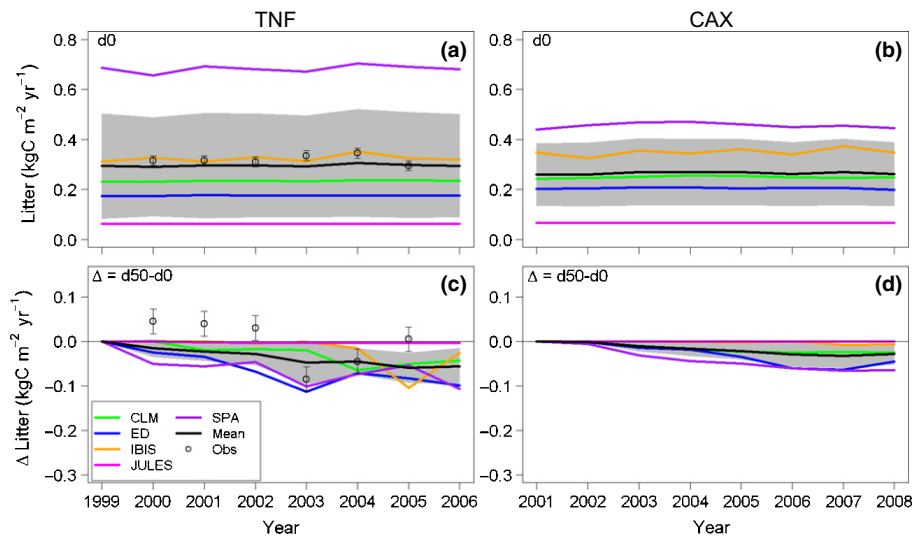 TNF
CAX
d0
(a)
0.8
0.6
0.4
0.2
0.0
Litter (kgC m⁻² yr⁻¹)
d0
(b)
0.8
0.6
0.4
0.2
0.0
Δ = d50-d0
(c)
0.1
0.0
−0.1
−0.2
−0.3
Δ Litter (kgC m⁻² yr⁻¹)
CLM
ED
IBIS
JULES
SPA
Mean
Obs
1999 2000 2001 2002 2003 2004 2005 2006
Year
Δ = d50-d0
(d)
0.1
0.0
−0.1
−0.2
−0.3
2001 2002 2003 2004 2005 2006 2007 2008
Year